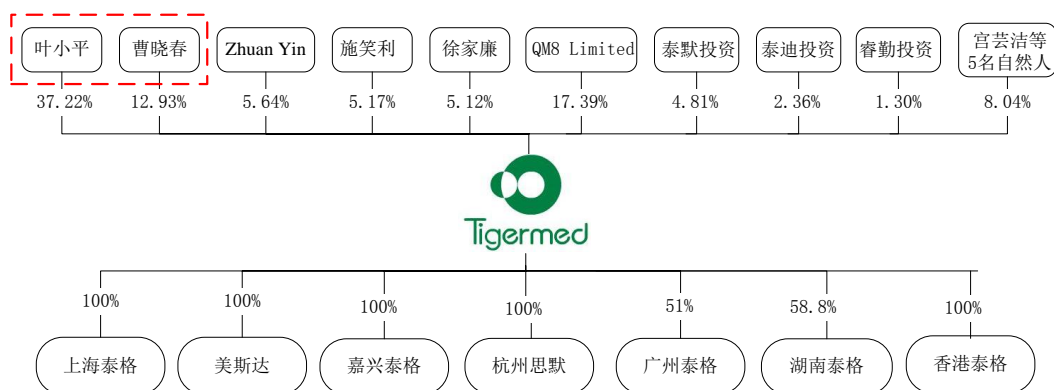 叶小平
曹晓春
Zhuan Yin
施笑利
徐家廉
QM8 Limited
泰默投资
泰迪投资
睿勤投资
宫芸洁等
5名自然人
37.22%
12.93%
5.64%
5.17%
5.12%
17.39%
4.81%
2.36%
1.30%
8.04%
Tigermed
100%
100%
100%
100%
51%
58.8%
100%
上海泰格
美斯达
嘉兴泰格
杭州思默
广州泰格
湖南泰格
香港泰格